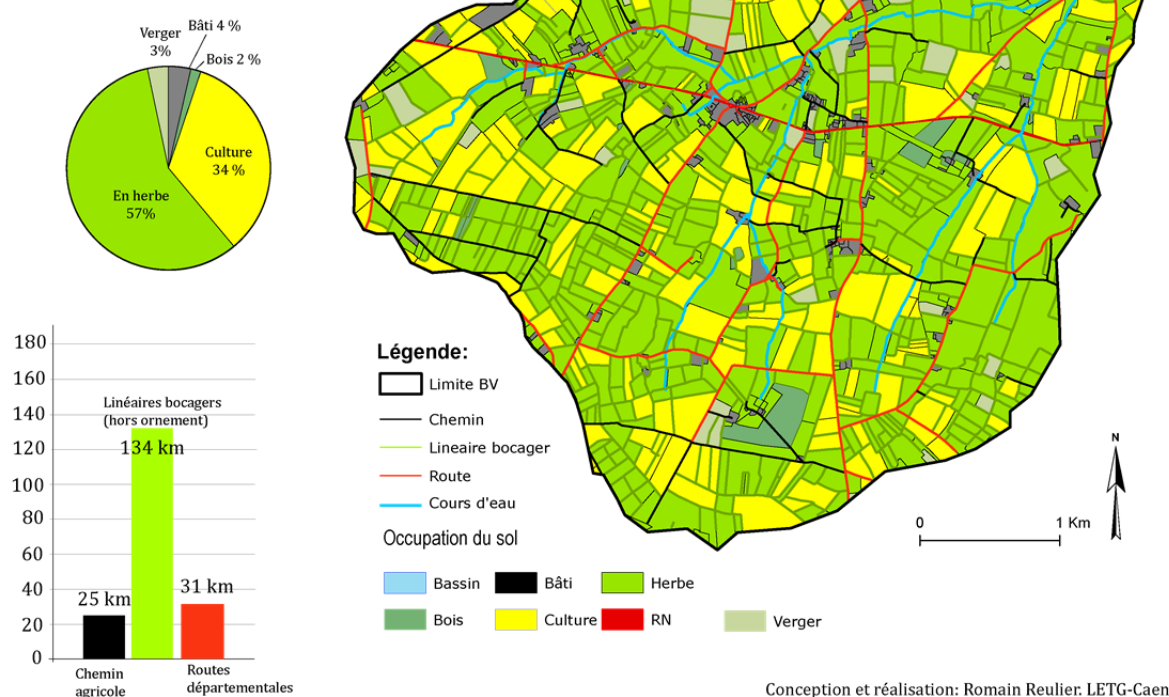 Verger
3%
Bâti 4 %
Bois 2 %
Culture
34 %
En herbe
57%
180
160
140
120
100
80
60
40
20
0
Linéaires bocagers
(hors ornement)
134 km
25 km
31 km
Chemin
agricole
Routes
départementales
Légende:
Limite BV
Chemin
Lineaire bocager
Route
Cours d'eau
Occupation du sol
Bassin
Bâti
Herbe
Bois
Culture
RN
Verger
N
0 1 Km
Conception et réalisation: Romain Reulier. LETG-Caen